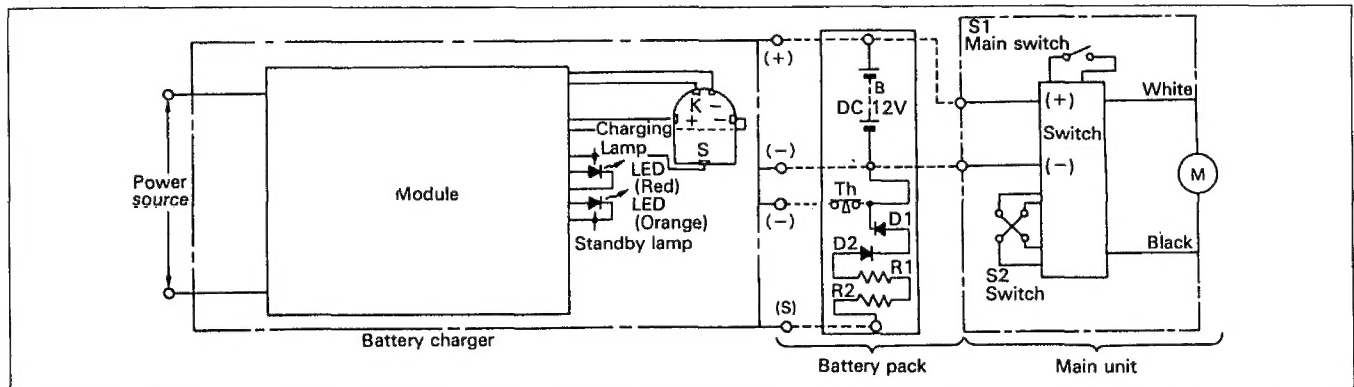 Power
source
Module
Battery charger
K –
+ –
S
Charging
Lamp
LED
(Red)
LED
(Orange)
Standby lamp
(+)
(–)
(–)
(S)
B
DC 12V
Th
D1
D2
R1
R2
Battery pack
S1
Main switch
(+)
Switch
(–)
White
M
Black
S2
Switch
Main unit